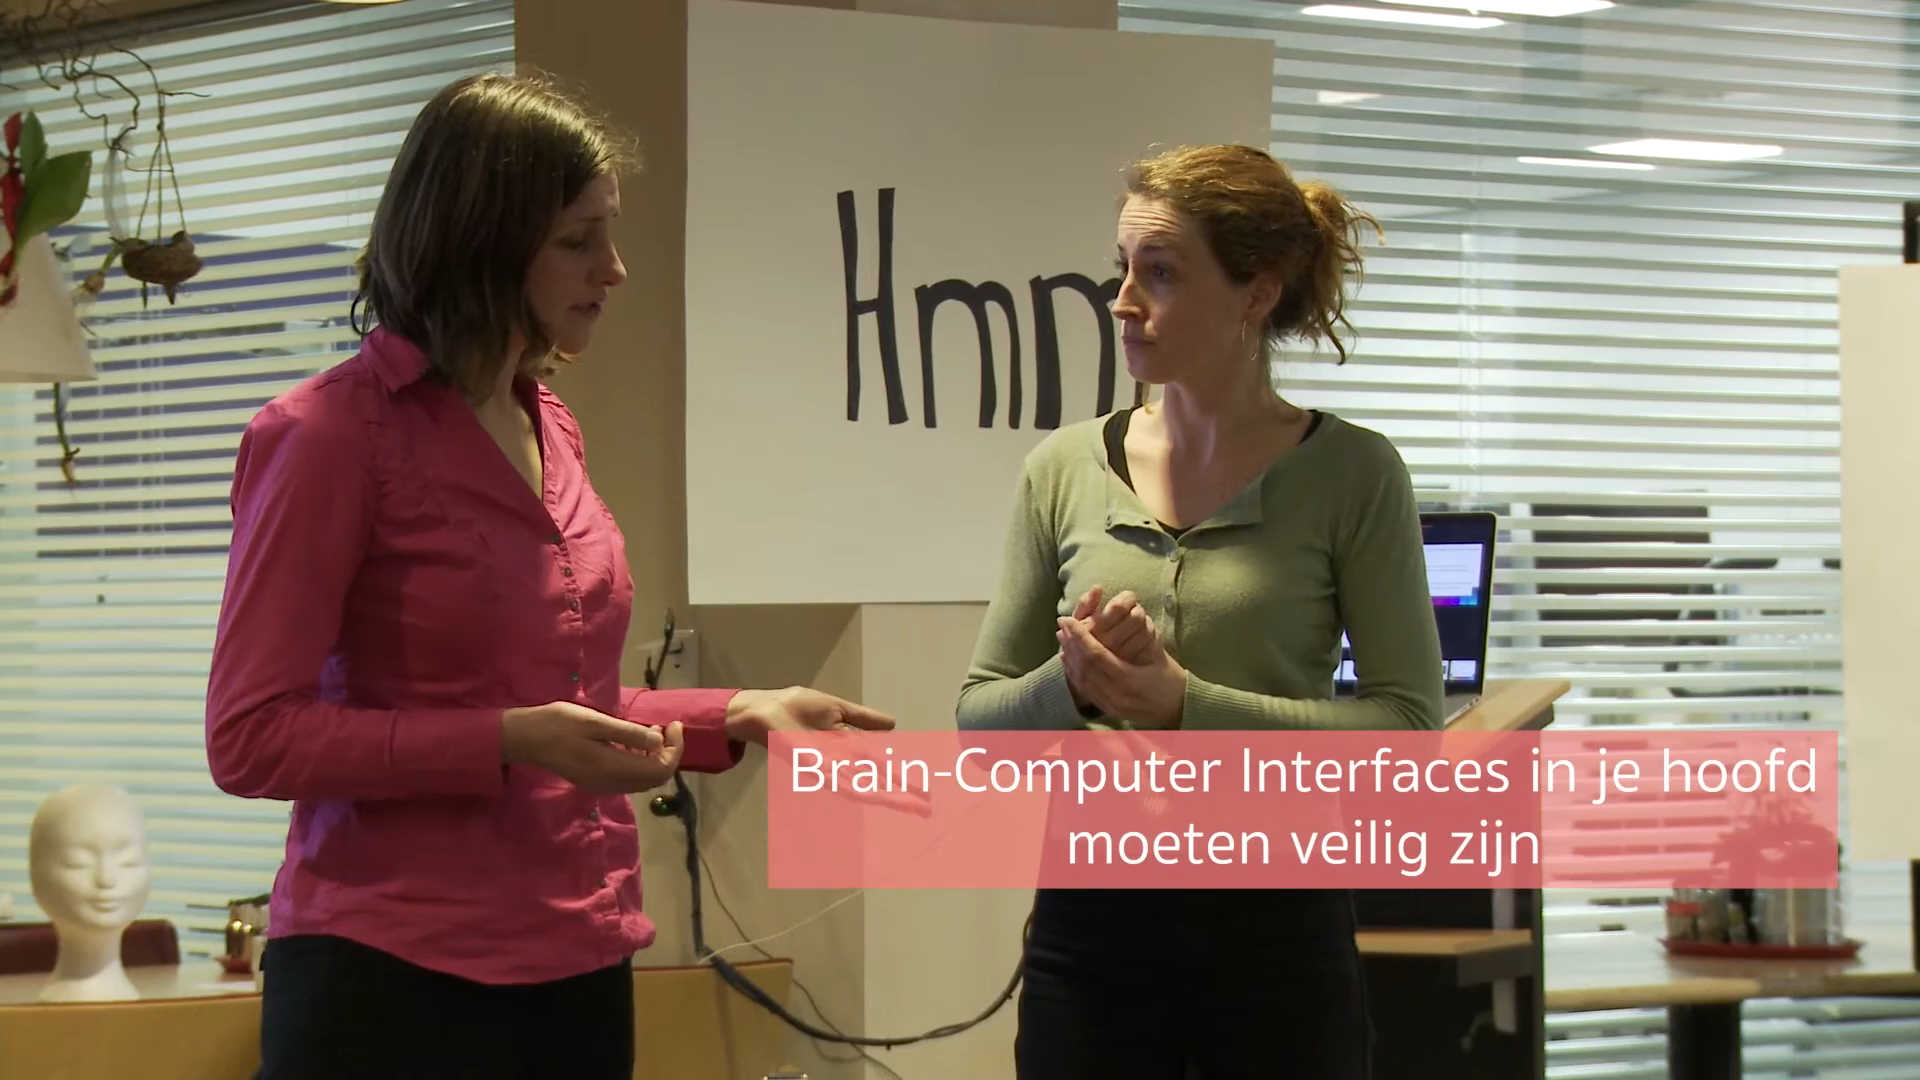 Hmm
Brain-Computer Interfaces in je hoofd
moeten veilig zijn